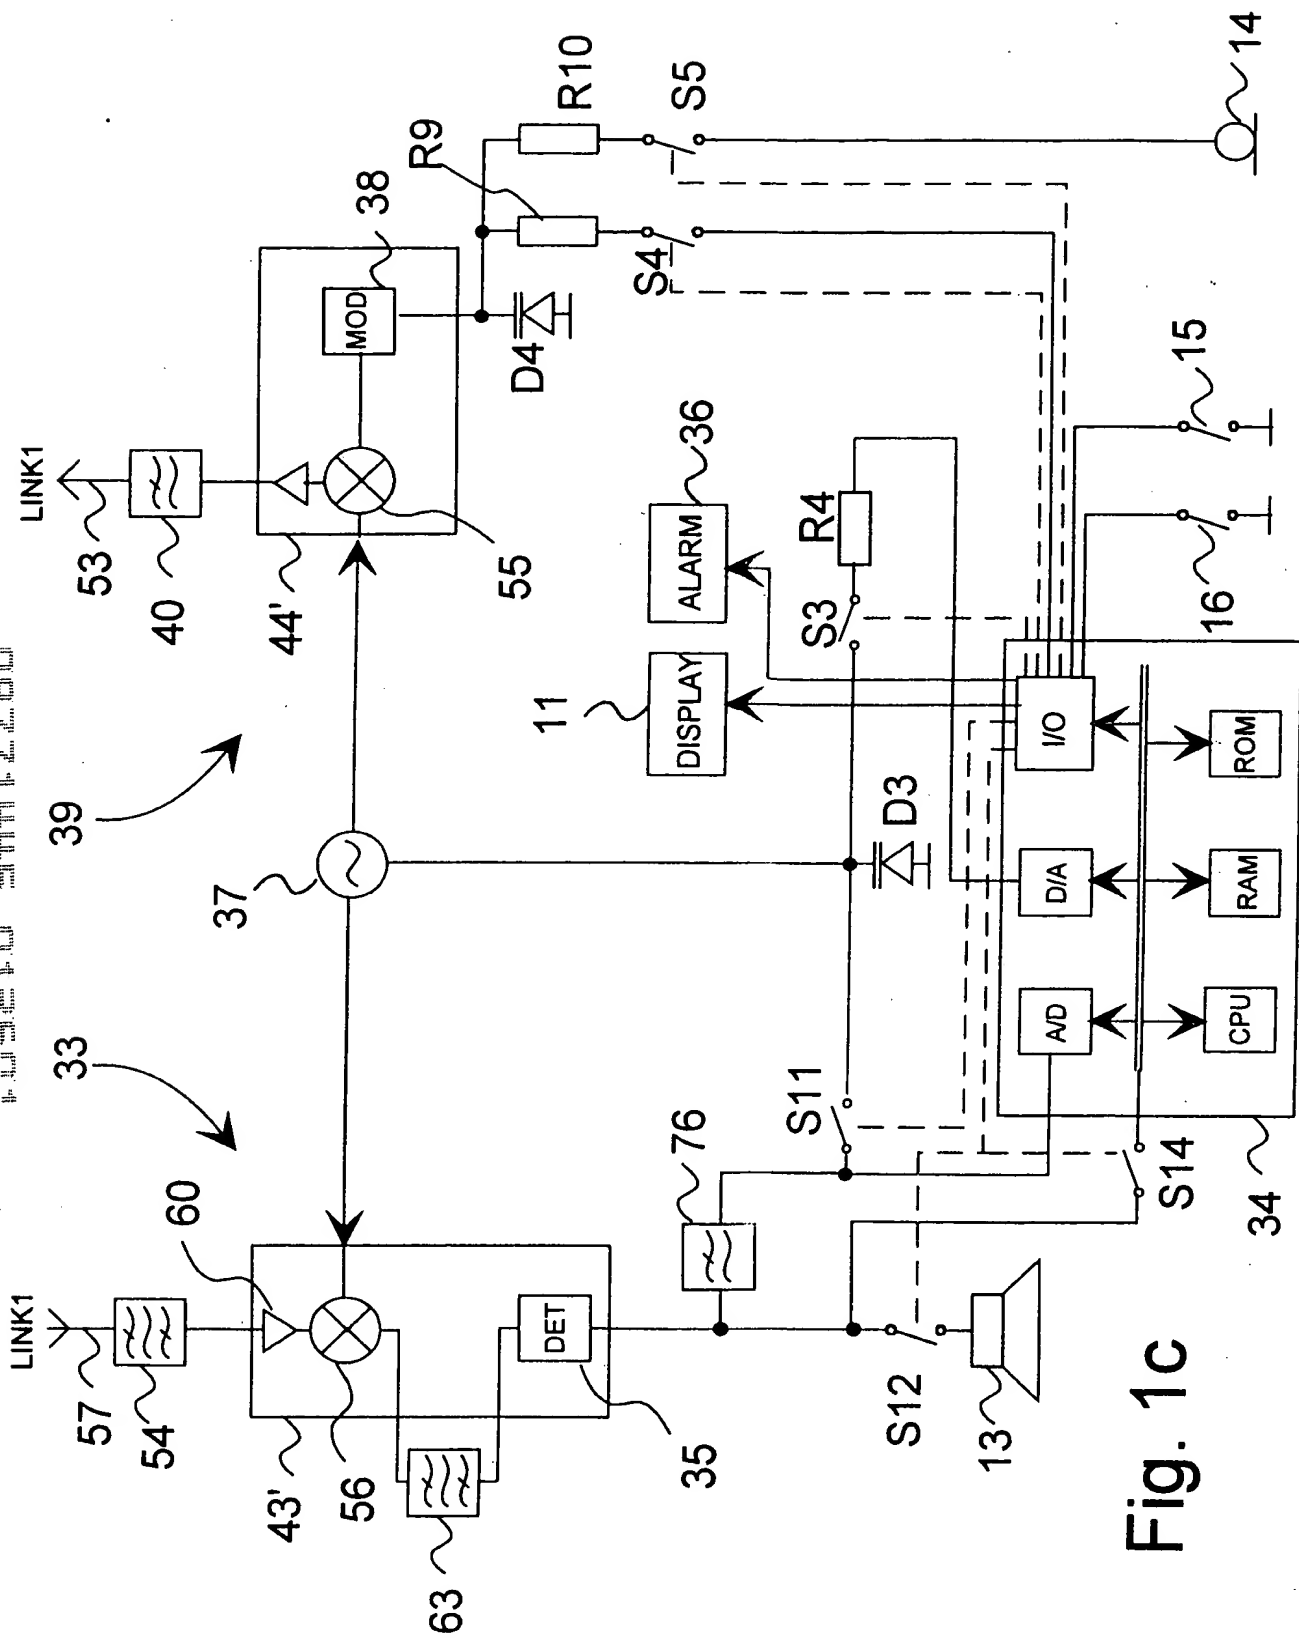 LINK1
57
54
60
43'
56
63
DET
35
33
76
S12
13
S11
S14
34
37
39
D3
A/D
D/A
I/O
CPU
RAM
ROM
11
DISPLAY
ALARM
36
S3
R4
16
15
LINK1
53
40
44'
55
MOD
38
D4
R9
R10
S4
S5
14
Fig. 1c